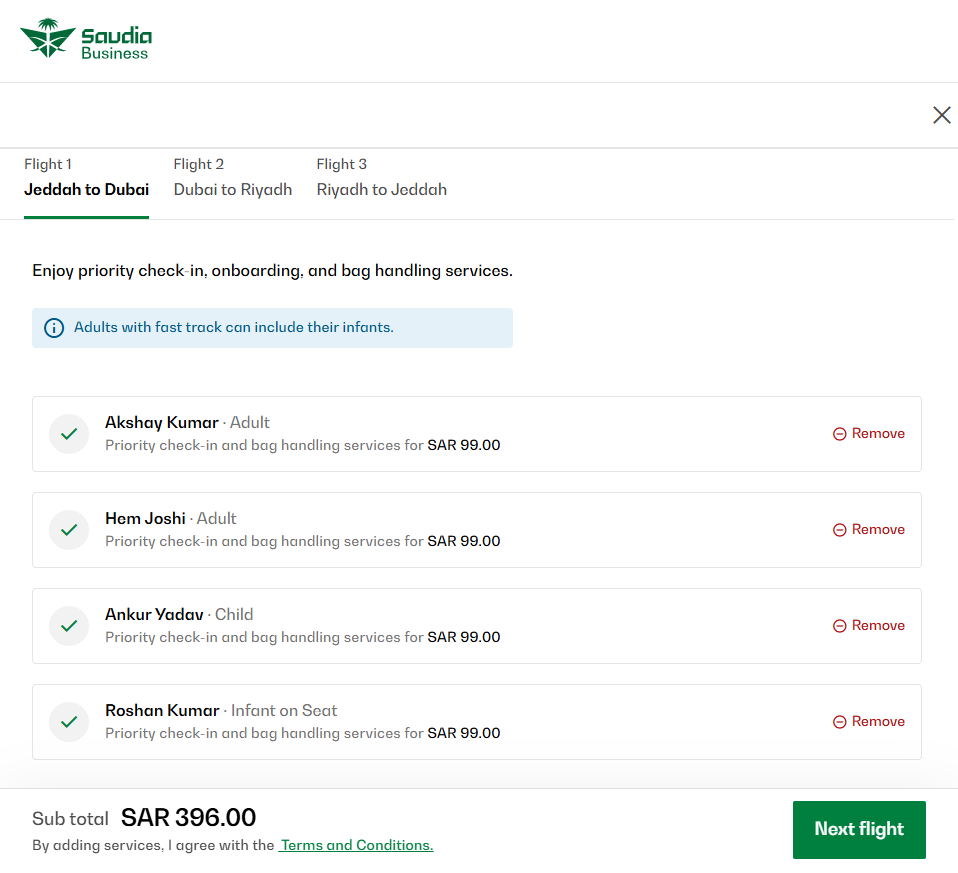 Saudia
Business
Flight 1
Jeddah to Dubai
Flight 2
Dubai to Riyadh
Flight 3
Riyadh to Jeddah
Enjoy priority check-in, onboarding, and bag handling services.
Adults with fast track can include their infants.
Akshay Kumar · Adult
Priority check-in and bag handling services for SAR 99.00
Remove
Hem Joshi · Adult
Priority check-in and bag handling services for SAR 99.00
Remove
Ankur Yadav · Child
Priority check-in and bag handling services for SAR 99.00
Remove
Roshan Kumar · Infant on Seat
Priority check-in and bag handling services for SAR 99.00
Remove
Sub total SAR 396.00
By adding services, I agree with the Terms and Conditions.
Next flight